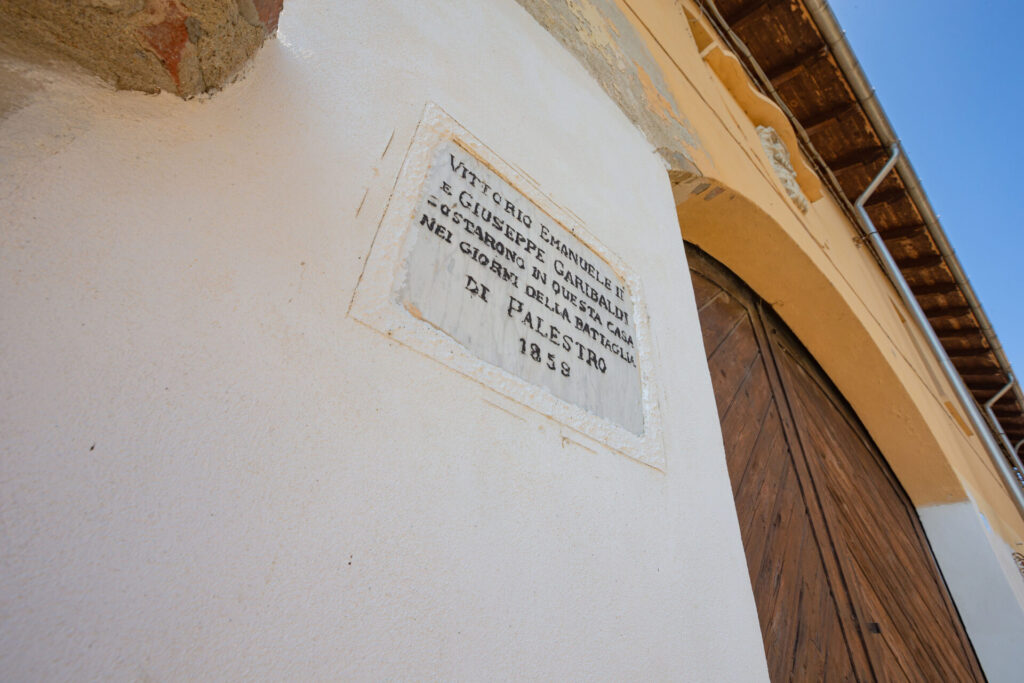 VITTORIO EMANUELE II
E GIUSEPPE GARIBALDI
SOSTARONO IN QUESTA CASA
NEI GIORNI DELLA BATTAGLIA
DI PALESTRO
1859